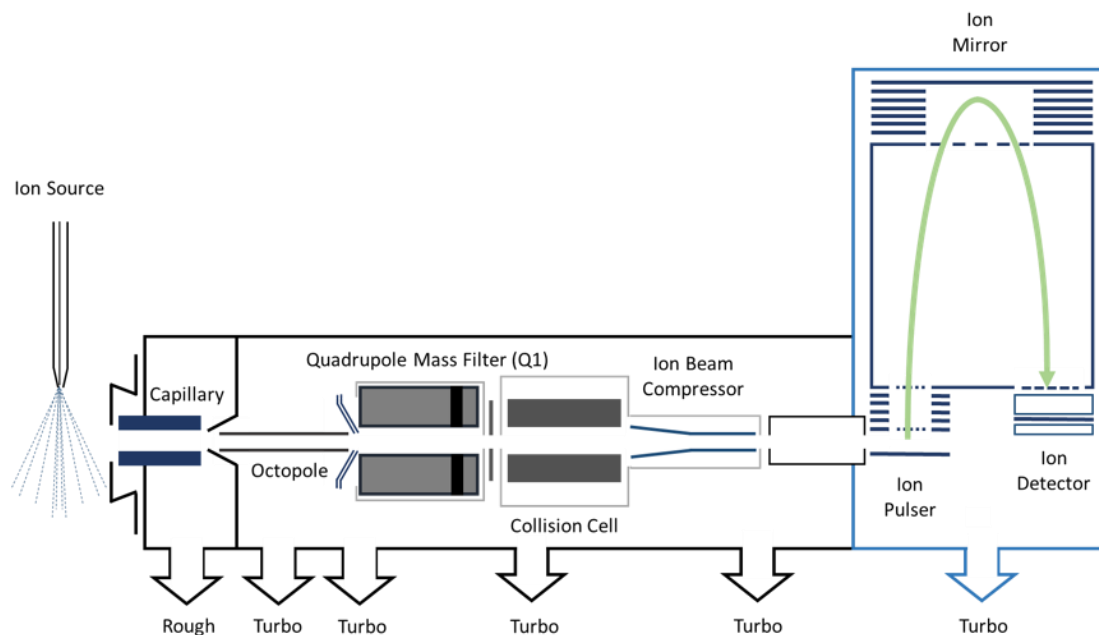 Ion
Mirror
Ion Source
Quadrupole Mass Filter (Q1)
Ion Beam
Compressor
Capillary
Octopole
Collision Cell
Ion
Pulser
Ion
Detector
Rough
Turbo
Turbo
Turbo
Turbo
Turbo